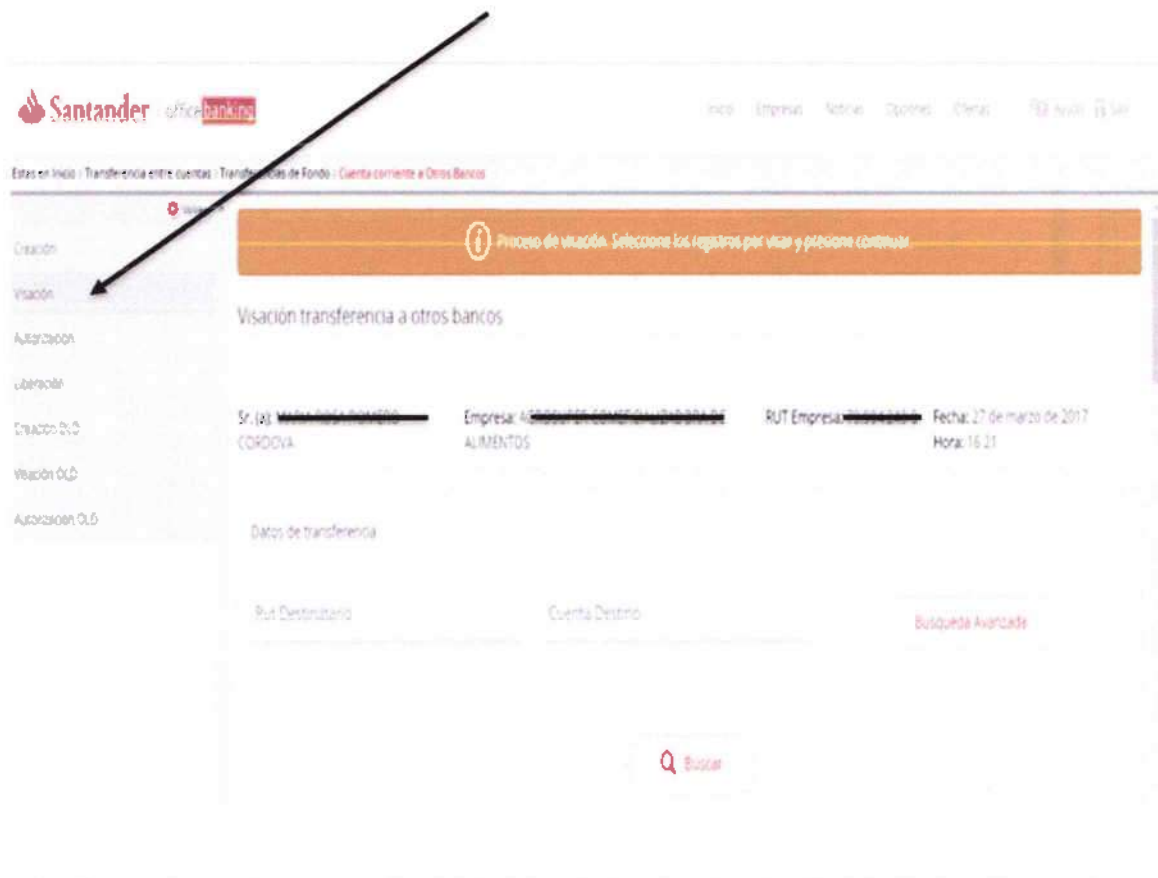 Santander officebanking
Inicio Empresas Noticias Opciones Ofertas
Estas en Inicio / Transferencia entre cuentas / Transferencias de Fondo / Cuenta corriente a Otros Bancos
Creación
Proceso de visación. Seleccione los registros por visar y presione continuar.
Visación
Visación transferencia a otros bancos
Autorización
Liberación
Creación OLD
Visación OLD
Autorización OLD
Sr. (a): Empresa: RUT Empresa: Fecha: 27 de marzo de 2017
CORDOVA ALIMENTOS Hora: 16:21
Datos de transferencia
Rut Destinatario Cuenta Destino Busqueda Avanzada
Buscar